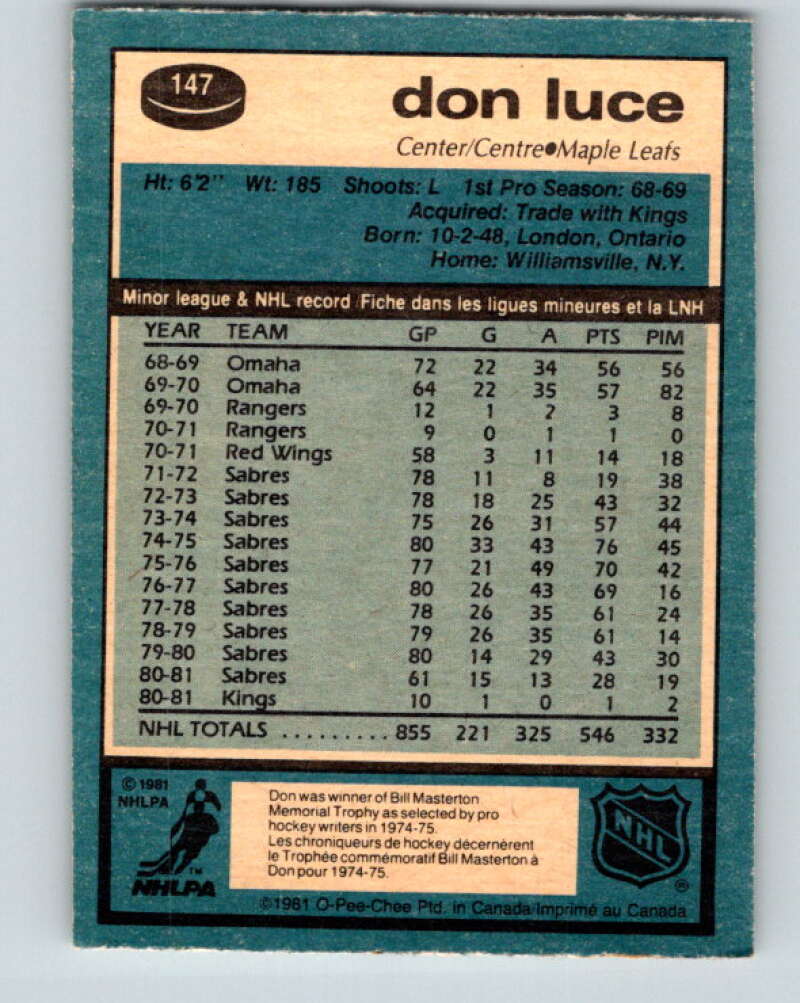 147
don luce
Center/Centre●Maple Leafs
Ht: 6'2" Wt: 185 Shoots: L 1st Pro Season: 68-69
Acquired: Trade with Kings
Born: 10-2-48, London, Ontario
Home: Williamsville, N.Y.
Minor league & NHL record /Fiche dans les ligues mineures et la LNH
YEAR TEAM GP G A PTS PIM
68-69 Omaha 72 22 34 56 56
69-70 Omaha 64 22 35 57 82
69-70 Rangers 12 1 2 3 8
70-71 Rangers 9 0 1 1 0
70-71 Red Wings 58 3 11 14 18
71-72 Sabres 78 11 8 19 38
72-73 Sabres 78 18 25 43 32
73-74 Sabres 75 26 31 57 44
74-75 Sabres 80 33 43 76 45
75-76 Sabres 77 21 49 70 42
76-77 Sabres 80 26 43 69 16
77-78 Sabres 78 26 35 61 24
78-79 Sabres 79 26 35 61 14
79-80 Sabres 80 14 29 43 30
80-81 Sabres 61 15 13 28 19
80-81 Kings 10 1 0 1 2
NHL TOTALS ......... 855 221 325 546 332
© 1981
NHLPA
TM
NHLPA
Don was winner of Bill Masterton
Memorial Trophy as selected by pro
hockey writers in 1974-75.
Les chroniqueurs de hockey décernérent
le Trophée commémoratif Bill Masterton à
Don pour 1974-75.
NHL
®
©1981 O-Pee-Chee Ptd. in Canada/Imprimé au Canada